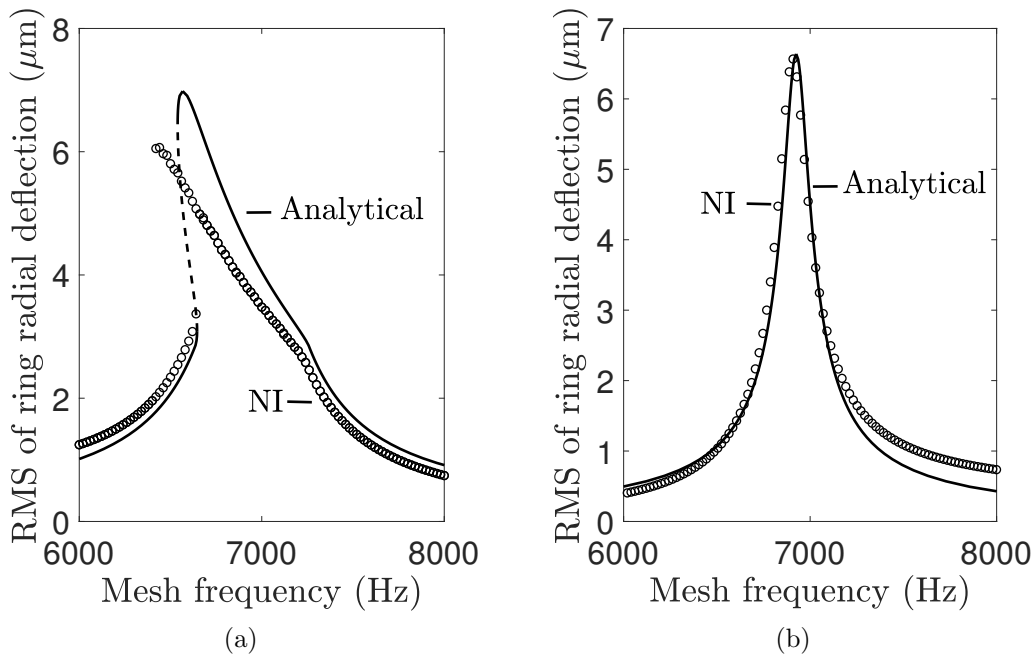 RMS of ring radial deflection (μm)
8
6
4
2
0
Analytical
NI
6000
7000
8000
Mesh frequency (Hz)
(a)
RMS of ring radial deflection (μm)
7
6
5
4
3
2
1
0
NI
Analytical
6000
7000
8000
Mesh frequency (Hz)
(b)